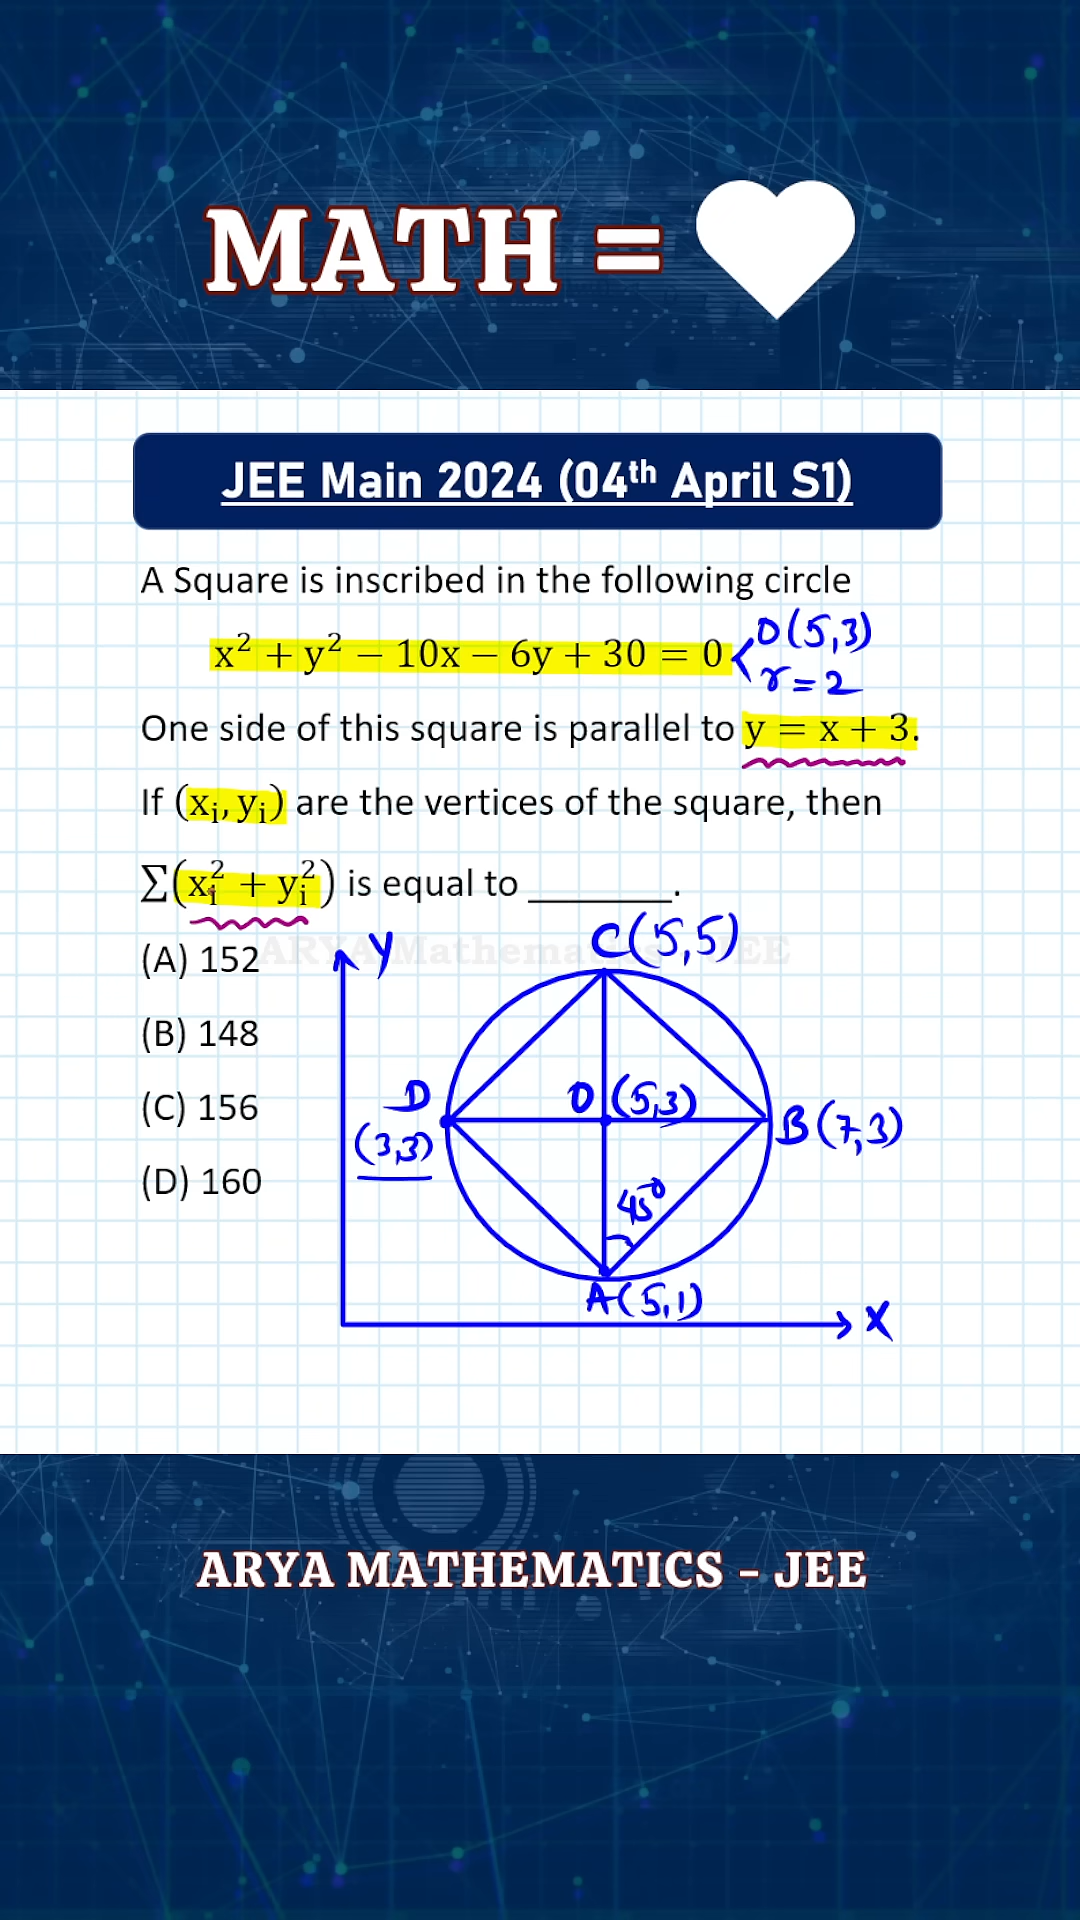 MATH =
JEE Main 2024 (04th April S1)
A Square is inscribed in the following circle
x² + y² − 10x − 6y + 30 = 0
O(5,3)
r = 2
One side of this square is parallel to y = x + 3.
If (xᵢ, yᵢ) are the vertices of the square, then
Σ(xᵢ² + yᵢ²) is equal to ________.
ARYA Mathematics - JEE
(A) 152
(B) 148
(C) 156
(D) 160
Y
C(5,5)
D
(3,3)
O (5,3)
B(7,3)
45°
A(5,1)
X
ARYA MATHEMATICS - JEE